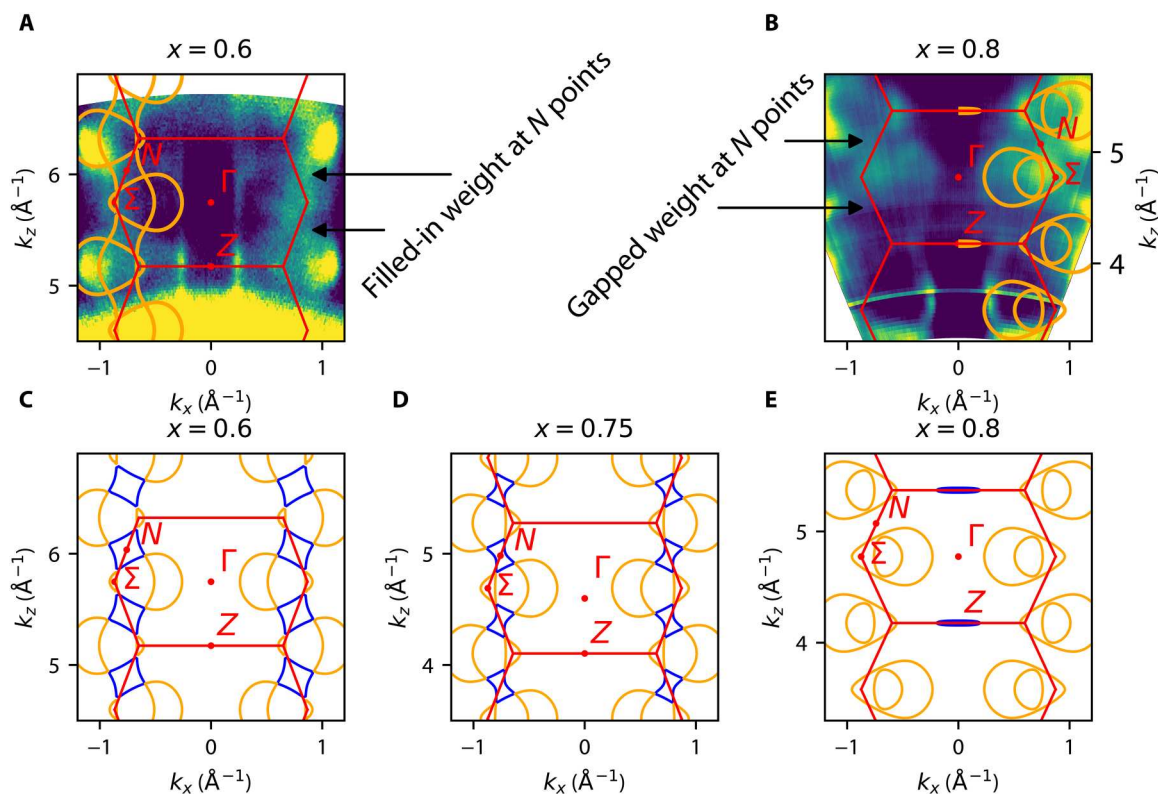 A
x = 0.6
N
Γ
Σ
Z
6
5
k_z (Å⁻¹)
−1
0
1
k_x (Å⁻¹)
Filled-in weight at N points
Gapped weight at N points
B
x = 0.8
N
Γ
Σ
Z
5
4
k_z (Å⁻¹)
−1
0
1
k_x (Å⁻¹)
C
x = 0.6
N
Γ
Σ
Z
6
5
k_z (Å⁻¹)
−1
0
1
k_x (Å⁻¹)
D
x = 0.75
N
Γ
Σ
Z
5
4
k_z (Å⁻¹)
−1
0
1
k_x (Å⁻¹)
E
x = 0.8
N
Γ
Σ
Z
5
4
k_z (Å⁻¹)
−1
0
1
k_x (Å⁻¹)